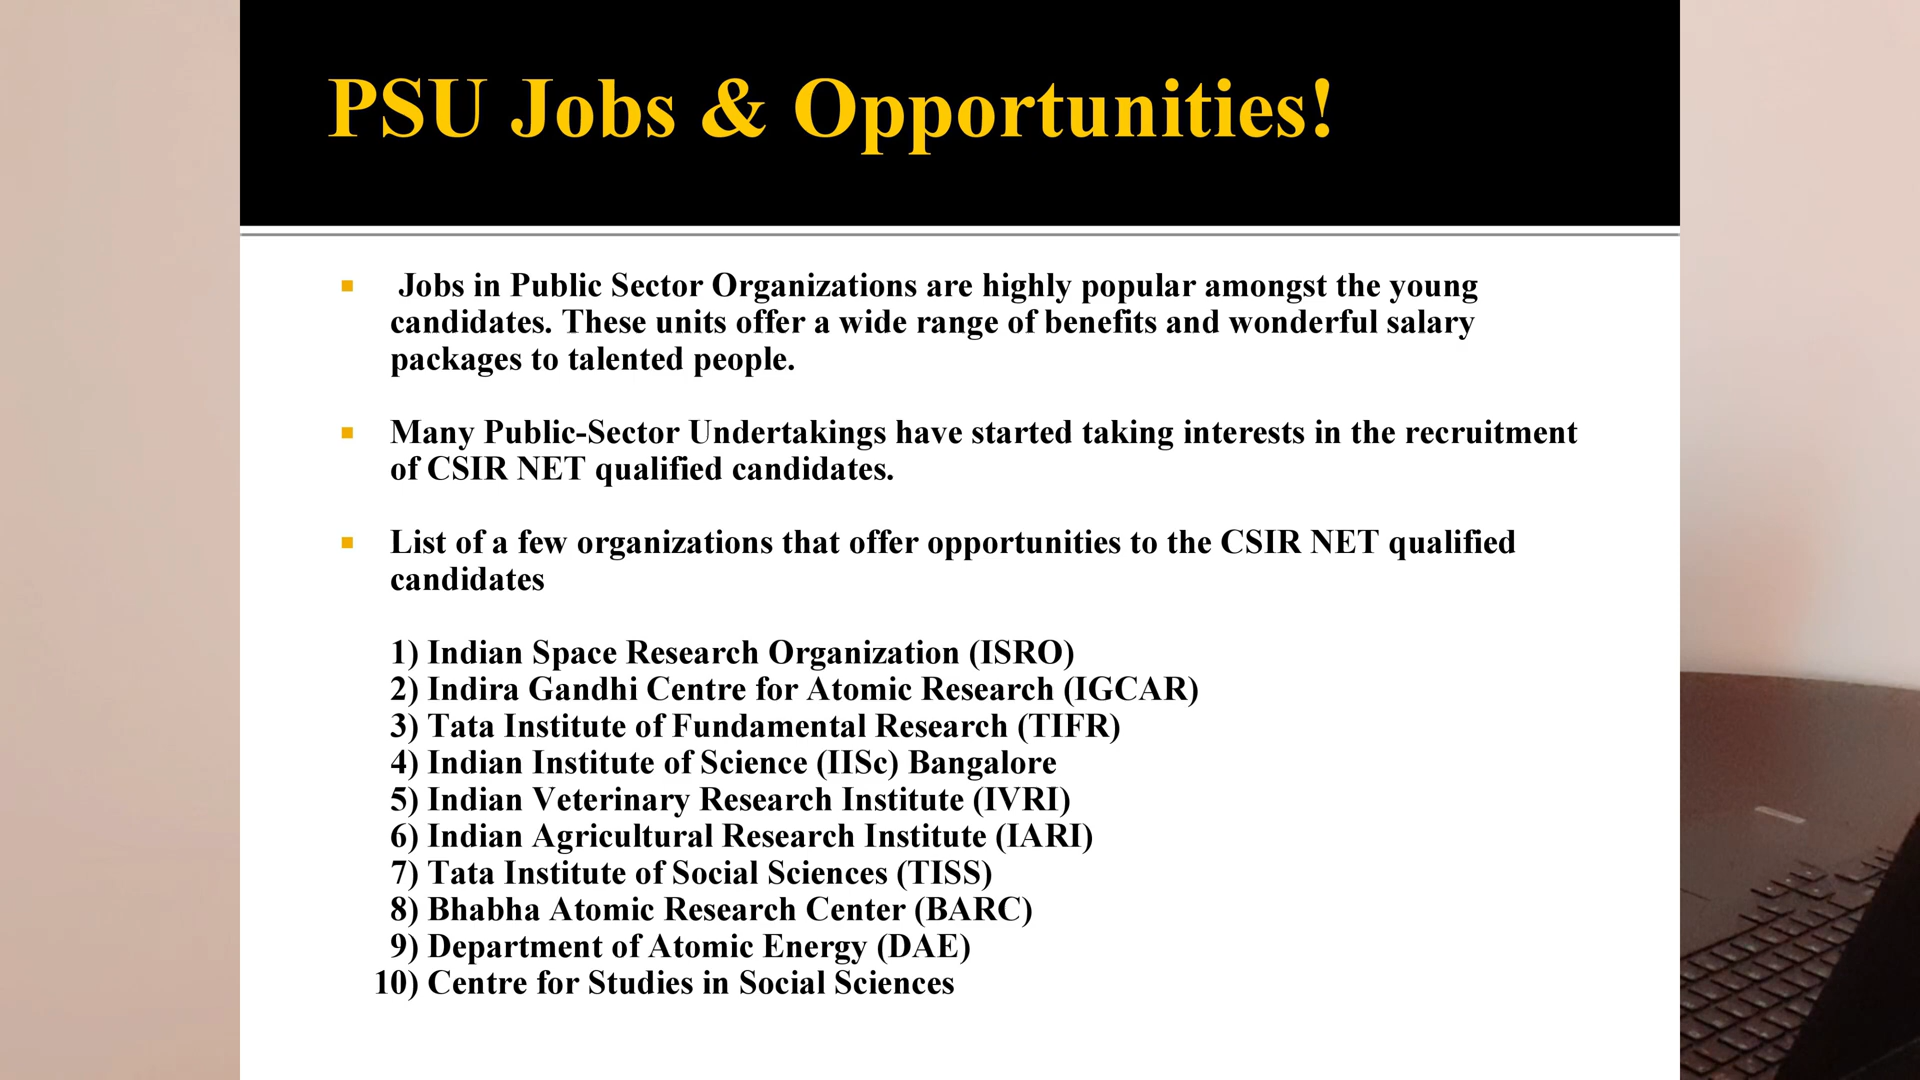 PSU Jobs & Opportunities!
Jobs in Public Sector Organizations are highly popular amongst the young
candidates. These units offer a wide range of benefits and wonderful salary
packages to talented people.
Many Public-Sector Undertakings have started taking interests in the recruitment
of CSIR NET qualified candidates.
List of a few organizations that offer opportunities to the CSIR NET qualified
candidates
1) Indian Space Research Organization (ISRO)
2) Indira Gandhi Centre for Atomic Research (IGCAR)
3) Tata Institute of Fundamental Research (TIFR)
4) Indian Institute of Science (IISc) Bangalore
5) Indian Veterinary Research Institute (IVRI)
6) Indian Agricultural Research Institute (IARI)
7) Tata Institute of Social Sciences (TISS)
8) Bhabha Atomic Research Center (BARC)
9) Department of Atomic Energy (DAE)
10) Centre for Studies in Social Sciences